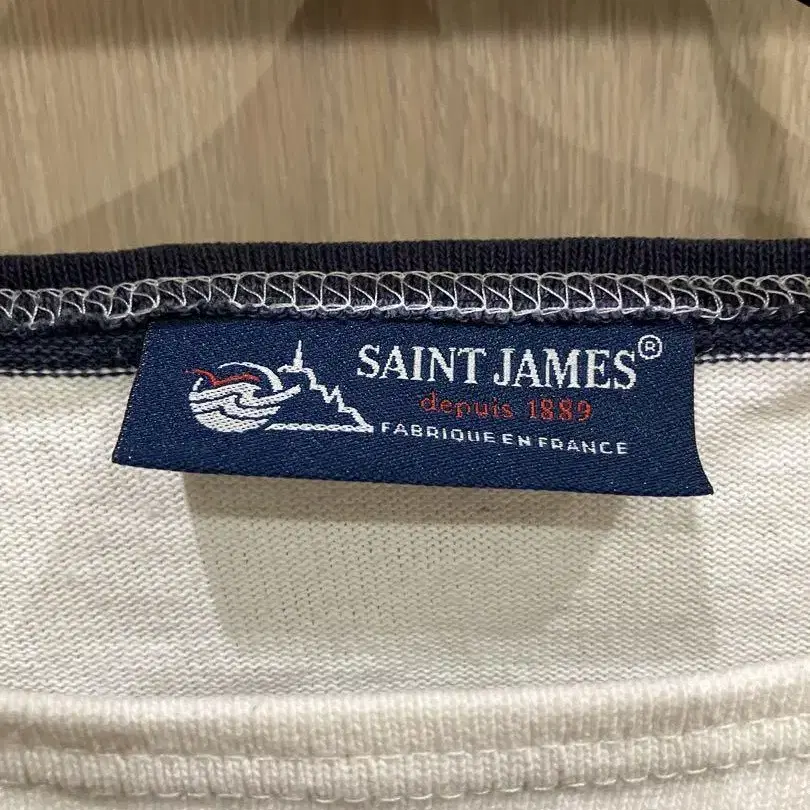 SAINT JAMES®
depuis 1889
FABRIQUE EN FRANCE